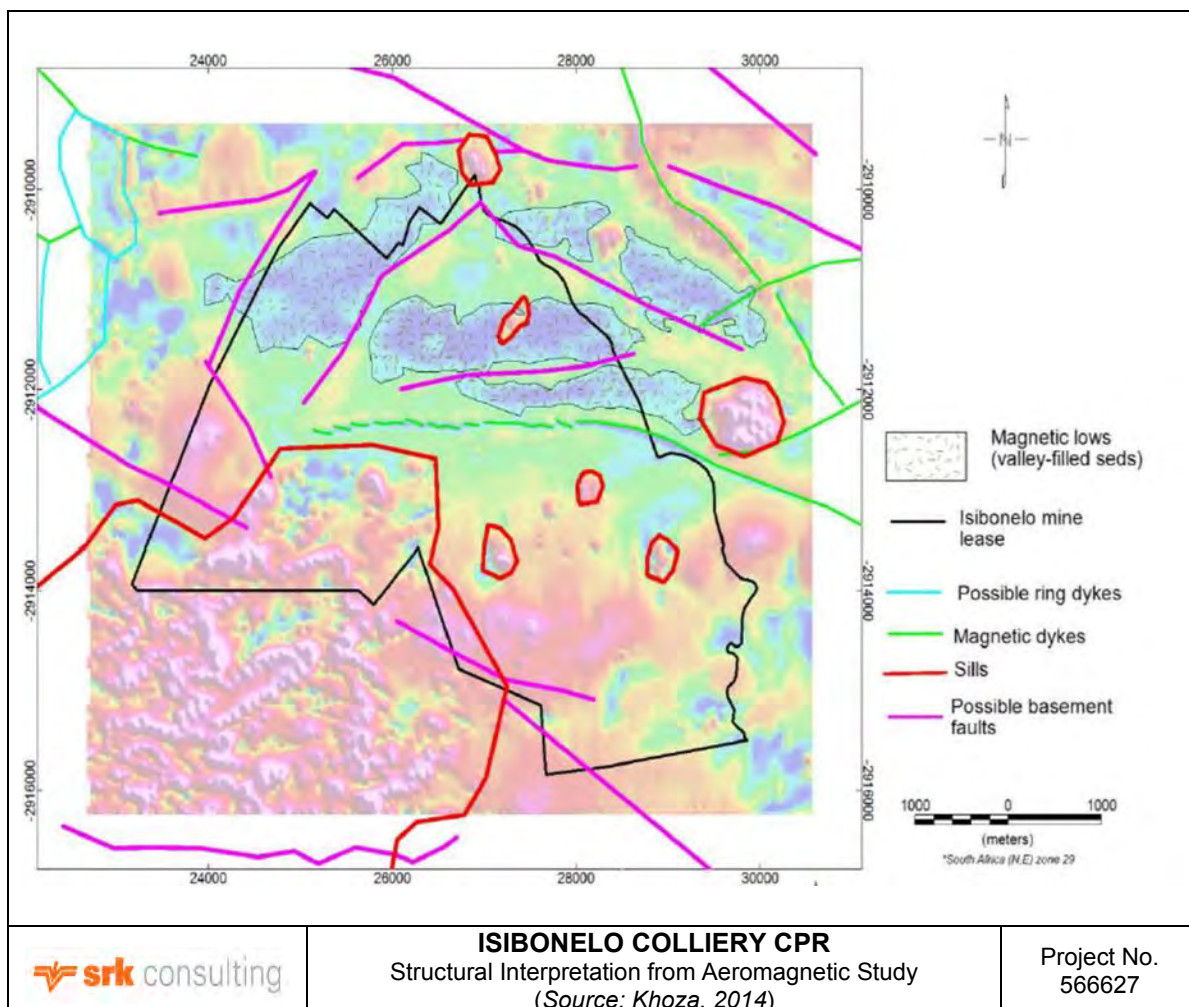 24000 26000 28000 30000
-2910000 -2910000
-2912000 -2912000
-2914000 -2914000
-2916000 -2916000
24000 26000 28000 30000
N
Magnetic lows
(valley-filled seds)
Isibonelo mine
lease
Possible ring dykes
Magnetic dykes
Sills
Possible basement
faults
1000 0 1000
(meters)
*South Africa (N,E) zone 29
srk consulting
ISIBONELO COLLIERY CPR
Structural Interpretation from Aeromagnetic Study
(Source: Khoza, 2014)
Project No.
566627